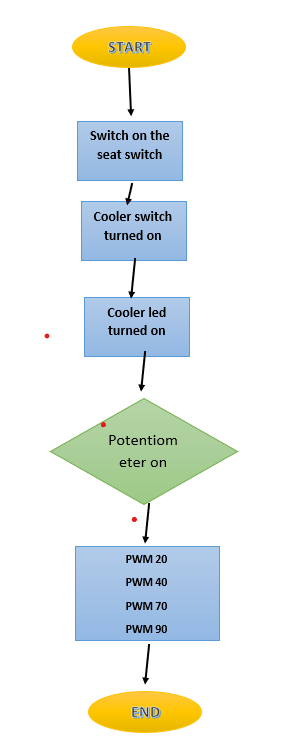 START
Switch on the
seat switch
Cooler switch
turned on
Cooler led
turned on
Potentiom
eter on
PWM 20
PWM 40
PWM 70
PWM 90
END